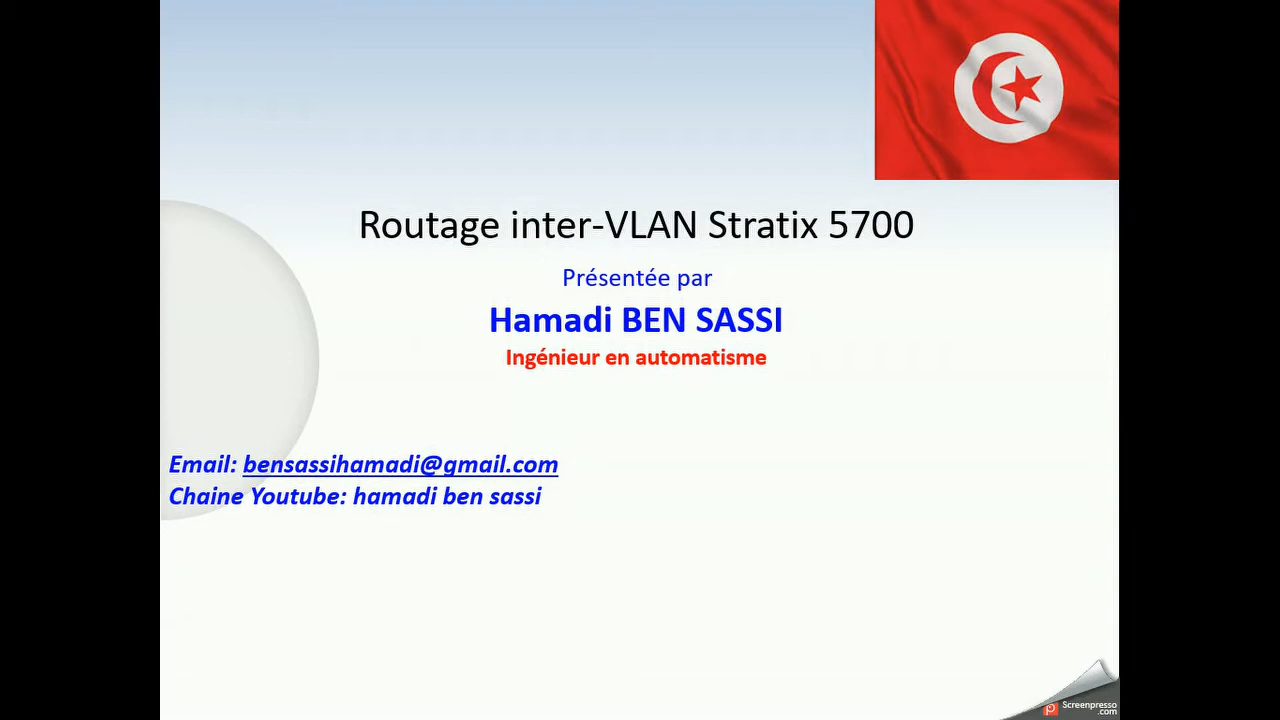 Routage inter-VLAN Stratix 5700
Présentée par
Hamadi BEN SASSI
Ingénieur en automatisme
Email: bensassihamadi@gmail.com
Chaine Youtube: hamadi ben sassi
Screenpresso
.com